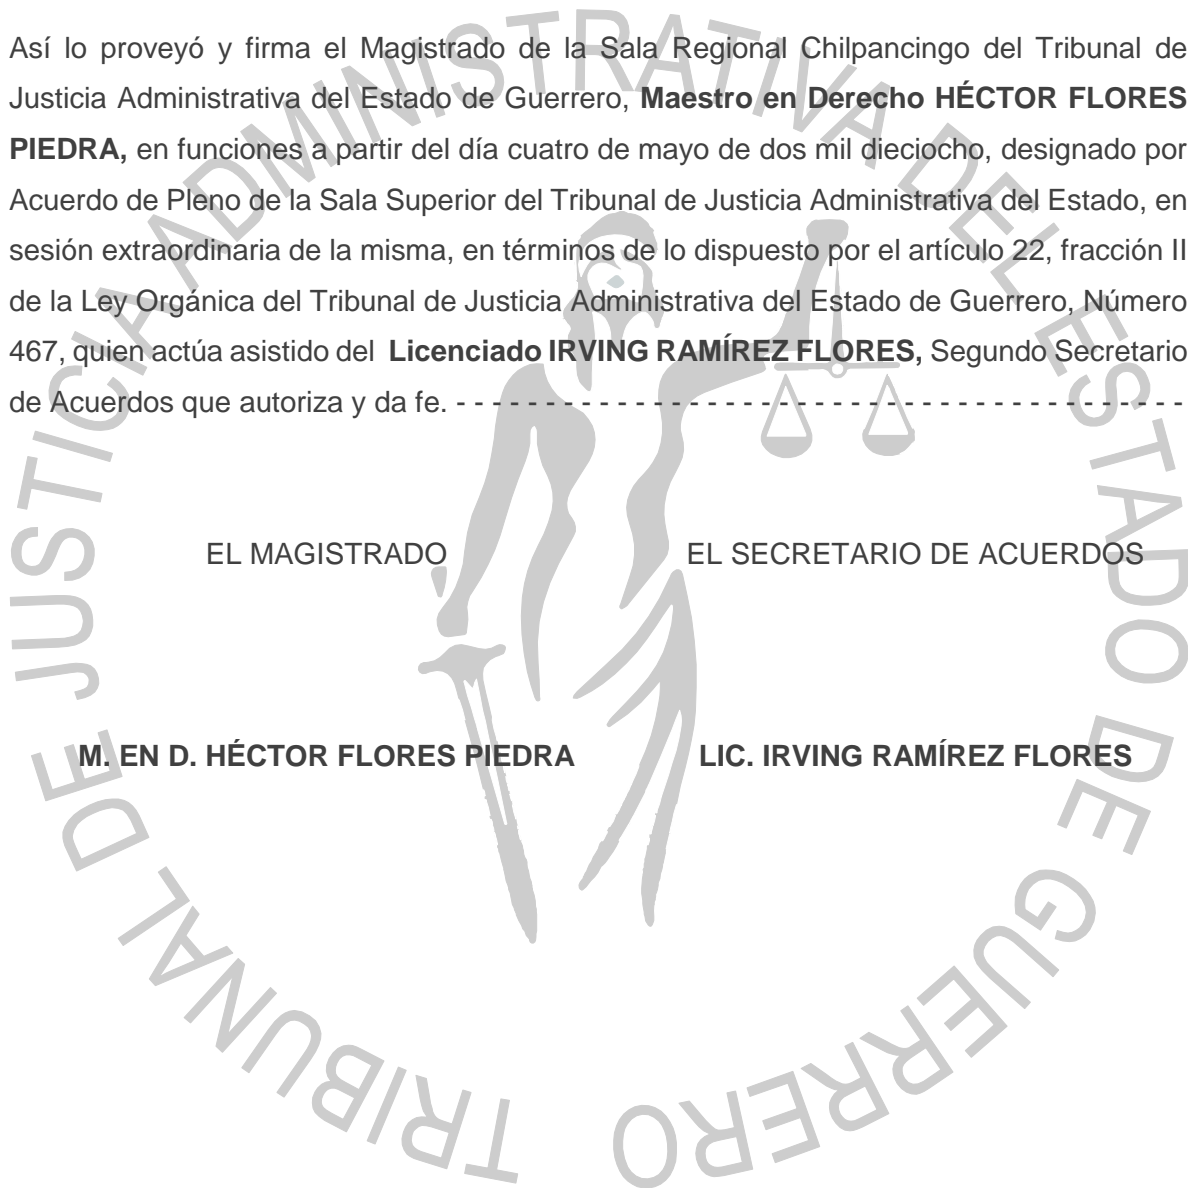 Así lo proveyó y firma el Magistrado de la Sala Regional Chilpancingo del Tribunal de
Justicia Administrativa del Estado de Guerrero, Maestro en Derecho HÉCTOR FLORES
PIEDRA, en funciones a partir del día cuatro de mayo de dos mil dieciocho, designado por
Acuerdo de Pleno de la Sala Superior del Tribunal de Justicia Administrativa del Estado, en
sesión extraordinaria de la misma, en términos de lo dispuesto por el artículo 22, fracción II
de la Ley Orgánica del Tribunal de Justicia Administrativa del Estado de Guerrero, Número
467, quien actúa asistido del Licenciado IRVING RAMÍREZ FLORES, Segundo Secretario
de Acuerdos que autoriza y da fe. - - - - - - - - - - - - - - - - - - - - - - - - - - - - - - - - - - - - - - - - -
EL MAGISTRADO EL SECRETARIO DE ACUERDOS
M. EN D. HÉCTOR FLORES PIEDRA LIC. IRVING RAMÍREZ FLORES
TRIBUNAL DE JUSTICIA ADMINISTRATIVA DEL ESTADO DE GUERRERO